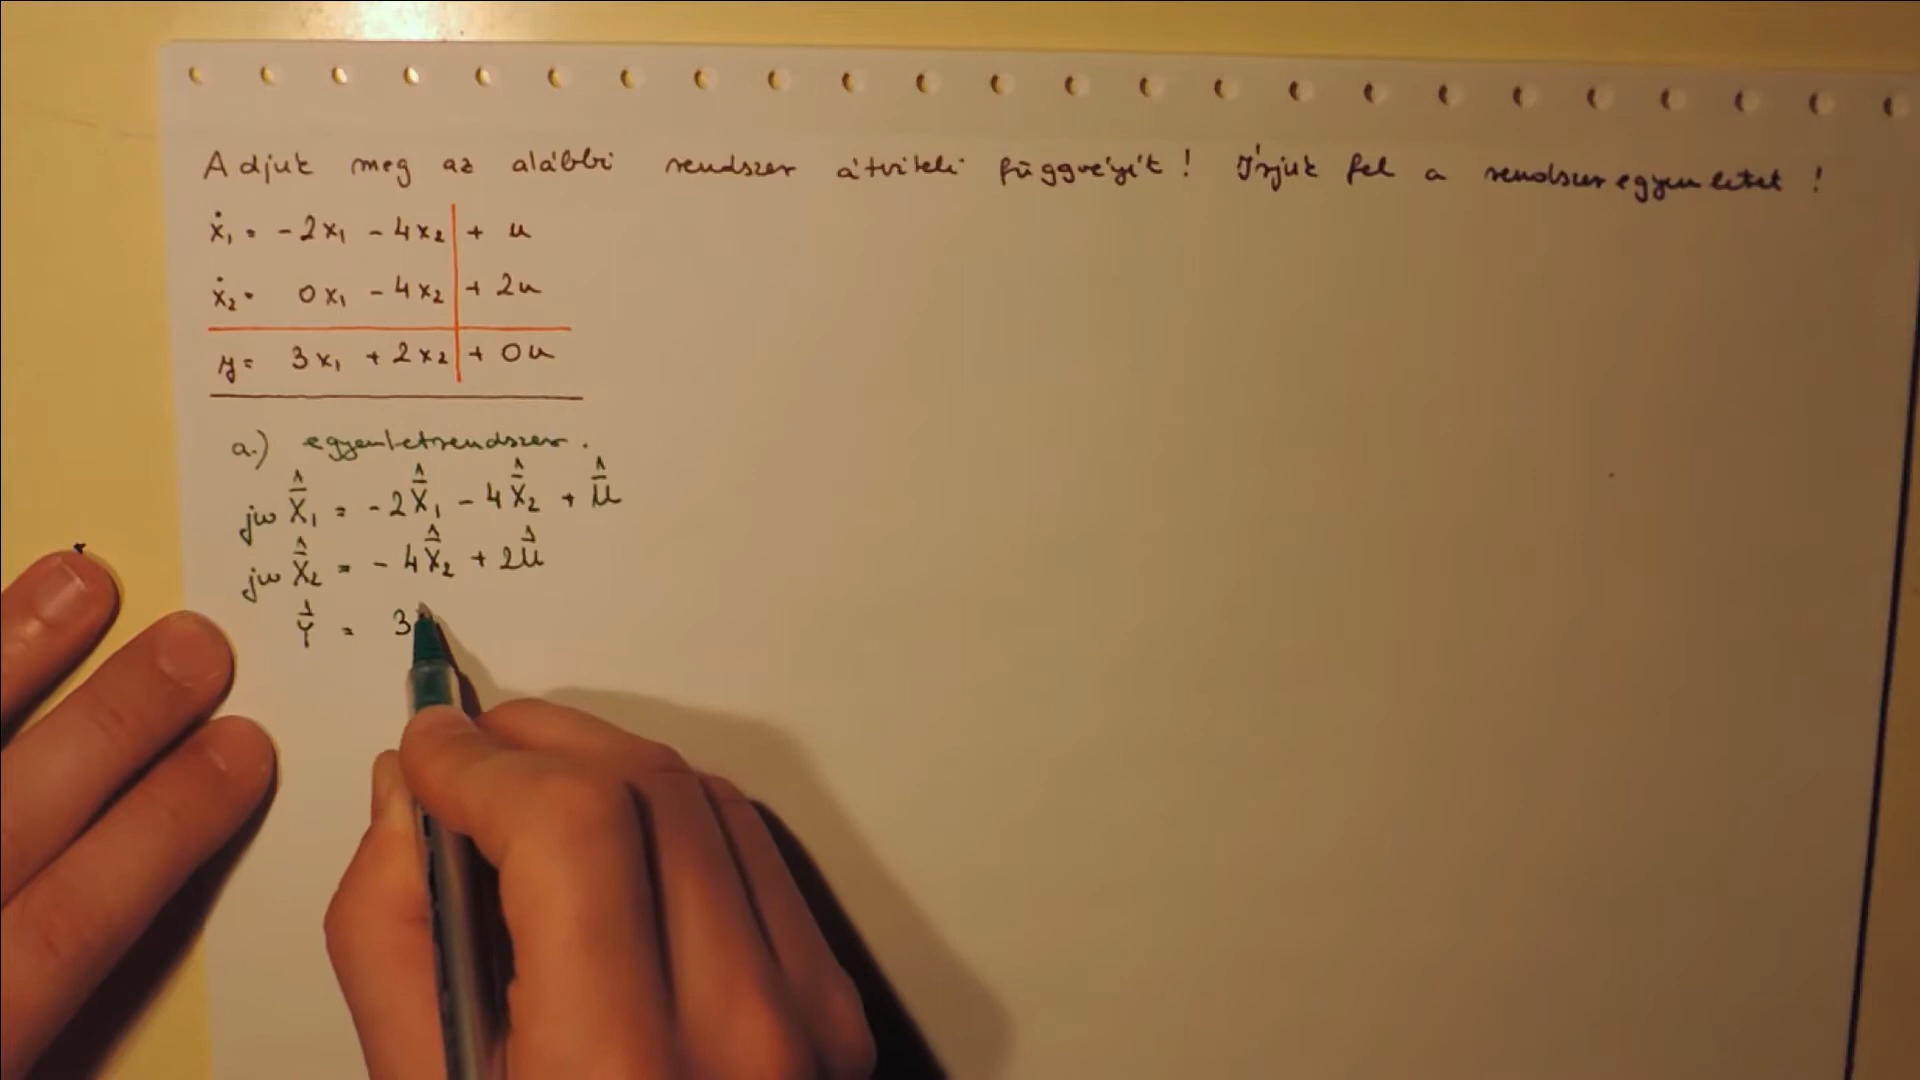 Adjuk meg az alábbi rendszer átviteli függvényét! Írjuk fel a rendszeregyenletet!
ẋ₁ = -2x₁ - 4x₂ + u
ẋ₂ = 0x₁ - 4x₂ + 2u
y = 3x₁ + 2x₂ + 0u
a.) egyenletrendszer.
jω X̂₁ = -2X̂₁ - 4X̂₂ + Û
jω X̂₂ = -4X̂₂ + 2Û
Ŷ = 3